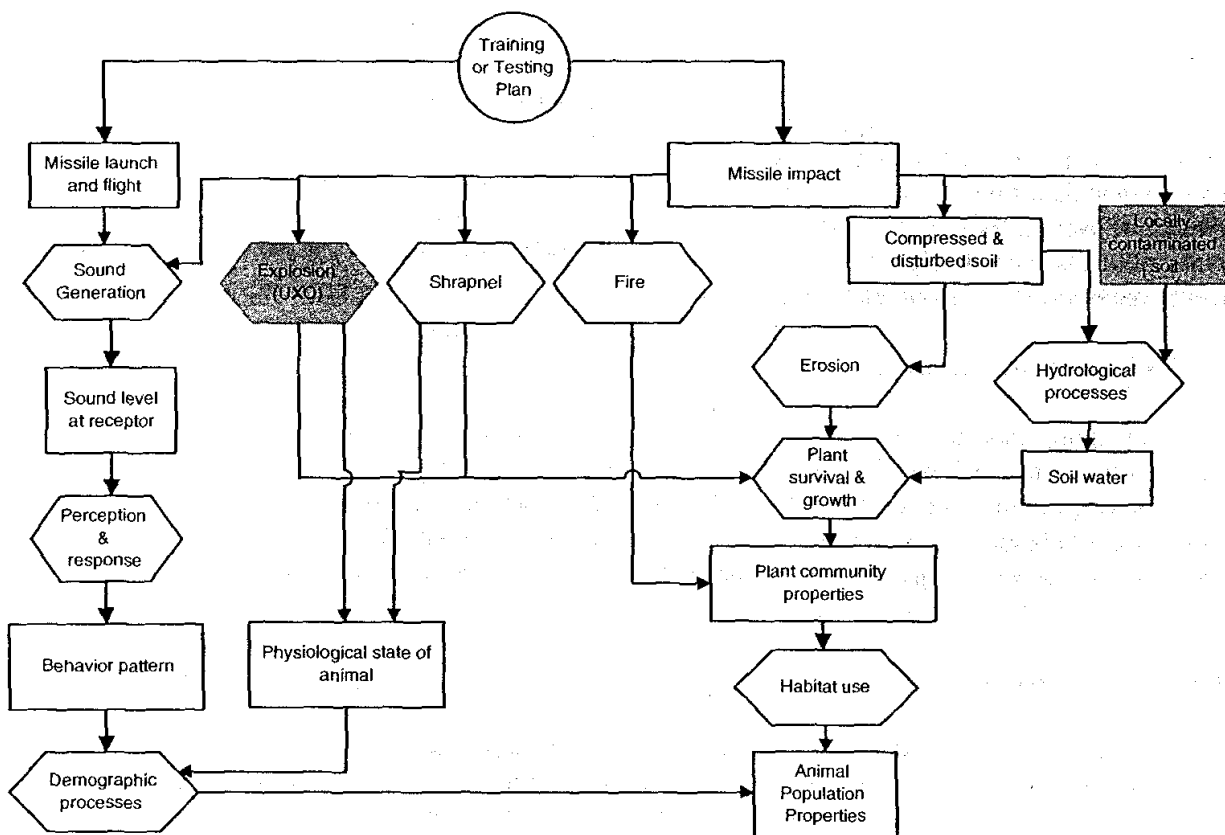 Training
or Testing
Plan
Missile launch
and flight
Missile impact
Sound
Generation
Explosion
(UXO)
Shrapnel
Fire
Compressed &
disturbed soil
Locally
contaminated
soil
Erosion
Hydrological
processes
Sound level
at receptor
Plant
survival &
growth
Soil water
Perception
&
response
Plant community
properties
Behavior pattern
Physiological state of
animal
Habitat use
Demographic
processes
Animal
Population
Properties